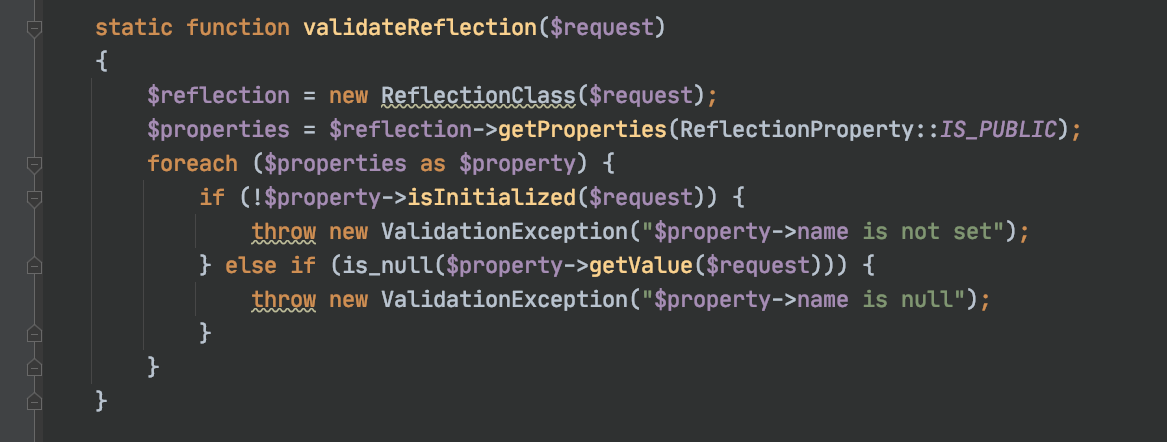 static function validateReflection($request)
{
    $reflection = new ReflectionClass($request);
    $properties = $reflection->getProperties(ReflectionProperty::IS_PUBLIC);
    foreach ($properties as $property) {
        if (!$property->isInitialized($request)) {
            throw new ValidationException("$property->name is not set");
        } else if (is_null($property->getValue($request))) {
            throw new ValidationException("$property->name is null");
        }
    }
}